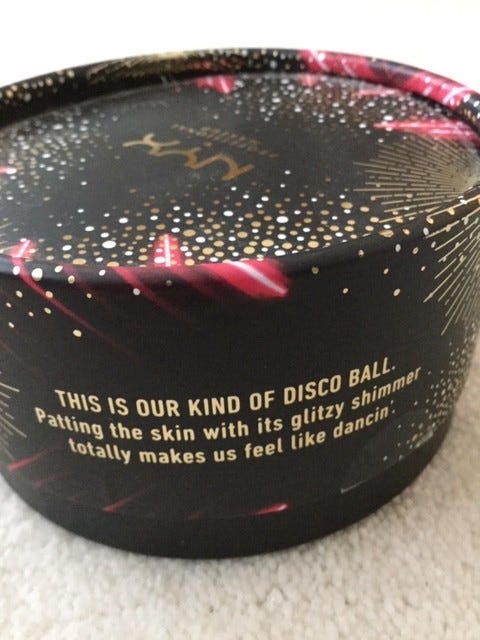 NYX
THIS IS OUR KIND OF DISCO BALL.
Patting the skin with its glitzy shimmer
totally makes us feel like dancin'